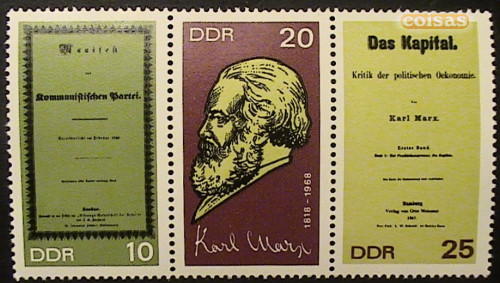 coisas
Manifest
der
Kommunistischen Partei.
London.
DDR
10
DDR
20
1818-1968
Karl Marx
Das Kapital.
Kritik der politischen Oekonomie.
Von
Karl Marx.
Erster Band.
Hamburg
Verlag von Otto Meissner
1867.
DDR
25